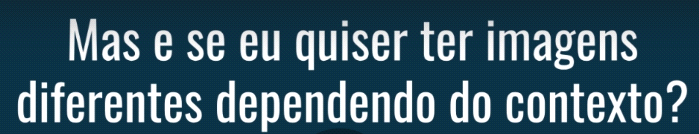 Mas e se eu quiser ter imagens
diferentes dependendo do contexto?